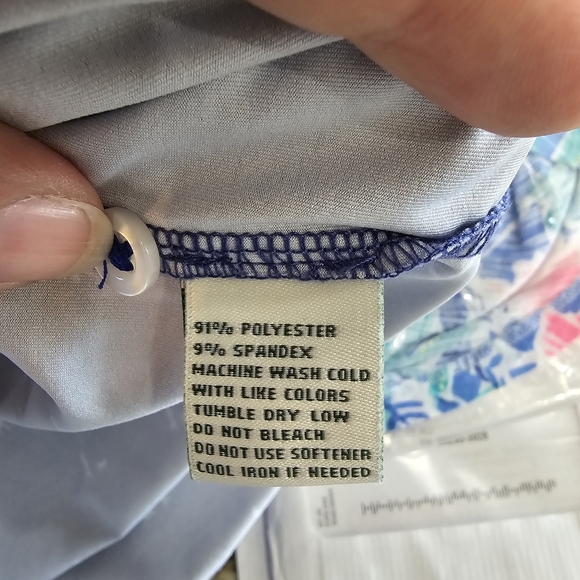 91% POLYESTER
9% SPANDEX
MACHINE WASH COLD
WITH LIKE COLORS
TUMBLE DRY LOW
DO NOT BLEACH
DO NOT USE SOFTENER
COOL IRON IF NEEDED